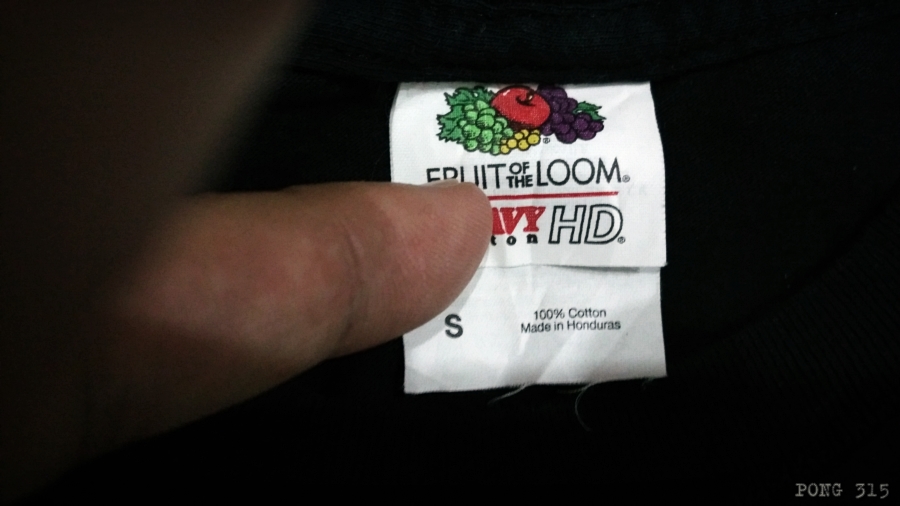 FRUIT OF THE LOOM®
HD®
S
100% Cotton
Made in Honduras
PONG 315